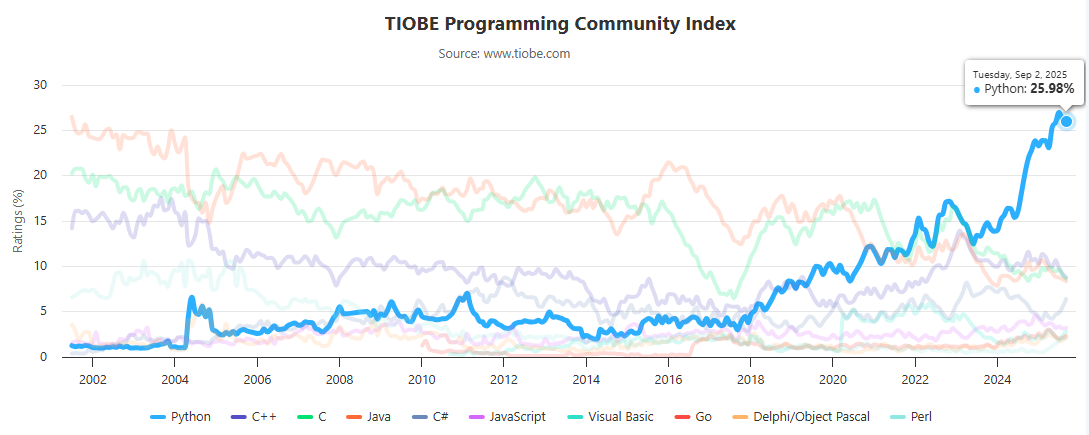 TIOBE Programming Community Index
Source: www.tiobe.com
Tuesday, Sep 2, 2025
● Python: 25.98%
Ratings (%)
30
25
20
15
10
5
0
2002 2004 2006 2008 2010 2012 2014 2016 2018 2020 2022 2024
Python C++ C Java C# JavaScript Visual Basic Go Delphi/Object Pascal Perl